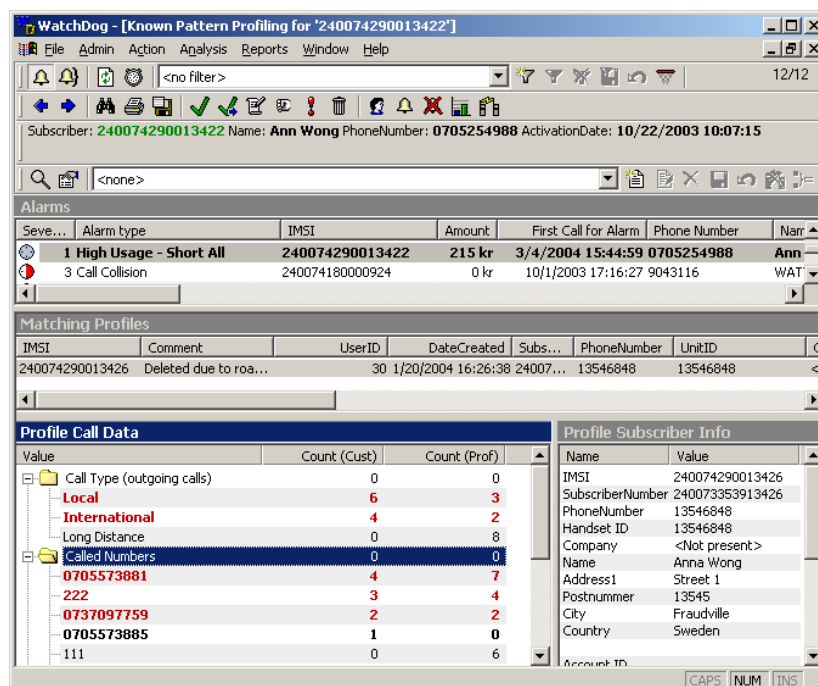 WatchDog - [Known Pattern Profiling for '240074290013422']
File Admin Action Analysis Reports Window Help
<no filter> 12/12
Subscriber: 240074290013422 Name: Ann Wong PhoneNumber: 0705254988 ActivationDate: 10/22/2003 10:07:15
<none>
Alarms
Seve... Alarm type IMSI Amount First Call for Alarm Phone Number Nam
1 High Usage - Short All 240074290013422 215 kr 3/4/2004 15:44:59 0705254988 Ann
3 Call Collision 240074180000924 0 kr 10/1/2003 17:16:27 9043116 WAT
Matching Profiles
IMSI Comment UserID DateCreated Subs... PhoneNumber UnitID
240074290013426 Deleted due to roa... 30 1/20/2004 16:26:38 24007... 13546848 13546848 <
Profile Call Data
Value Count (Cust) Count (Prof)
Call Type (outgoing calls) 0 0
Local 6 3
International 4 2
Long Distance 0 8
Called Numbers 0 0
0705573881 4 7
222 3 4
0737097759 2 2
0705573885 1 0
111 0 6
Profile Subscriber Info
Name Value
IMSI 240074290013426
SubscriberNumber 240073353913426
PhoneNumber 13546848
Handset ID 13546848
Company <Not present>
Name Anna Wong
Address1 Street 1
Postnummer 13545
City Fraudville
Country Sweden
Account ID
CAPS NUM INS